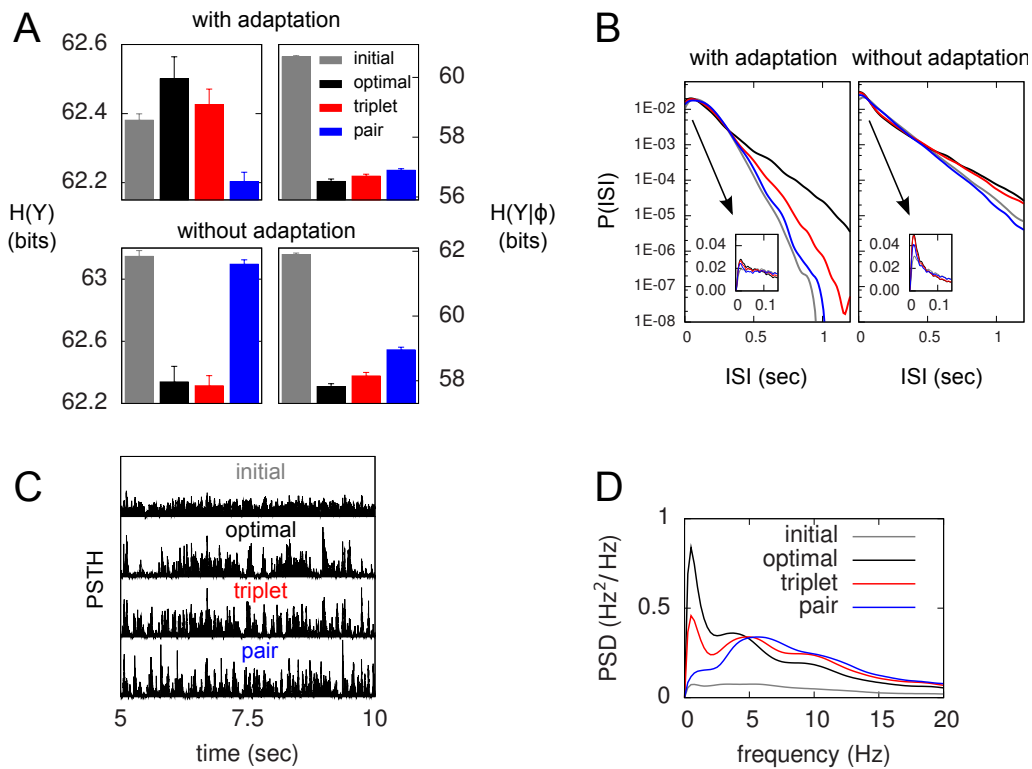 A
with adaptation
62.6
62.4
62.2
initial
optimal
triplet
pair
60
58
56
H(Y)
(bits)
H(Y|ϕ)
(bits)
without adaptation
63
62.6
62.2
62
60
58
B
with adaptation
without adaptation
P(ISI)
1E-02
1E-03
1E-04
1E-05
1E-06
1E-07
1E-08
0.04
0.02
0.00
0
0.1
0.04
0.02
0.00
0
0.1
0
0.5
1
0
0.5
1
ISI (sec)
ISI (sec)
C
PSTH
initial
optimal
triplet
pair
5
7.5
10
time (sec)
D
PSD (Hz²/ Hz)
1
0.5
0
initial
optimal
triplet
pair
0
5
10
15
20
frequency (Hz)